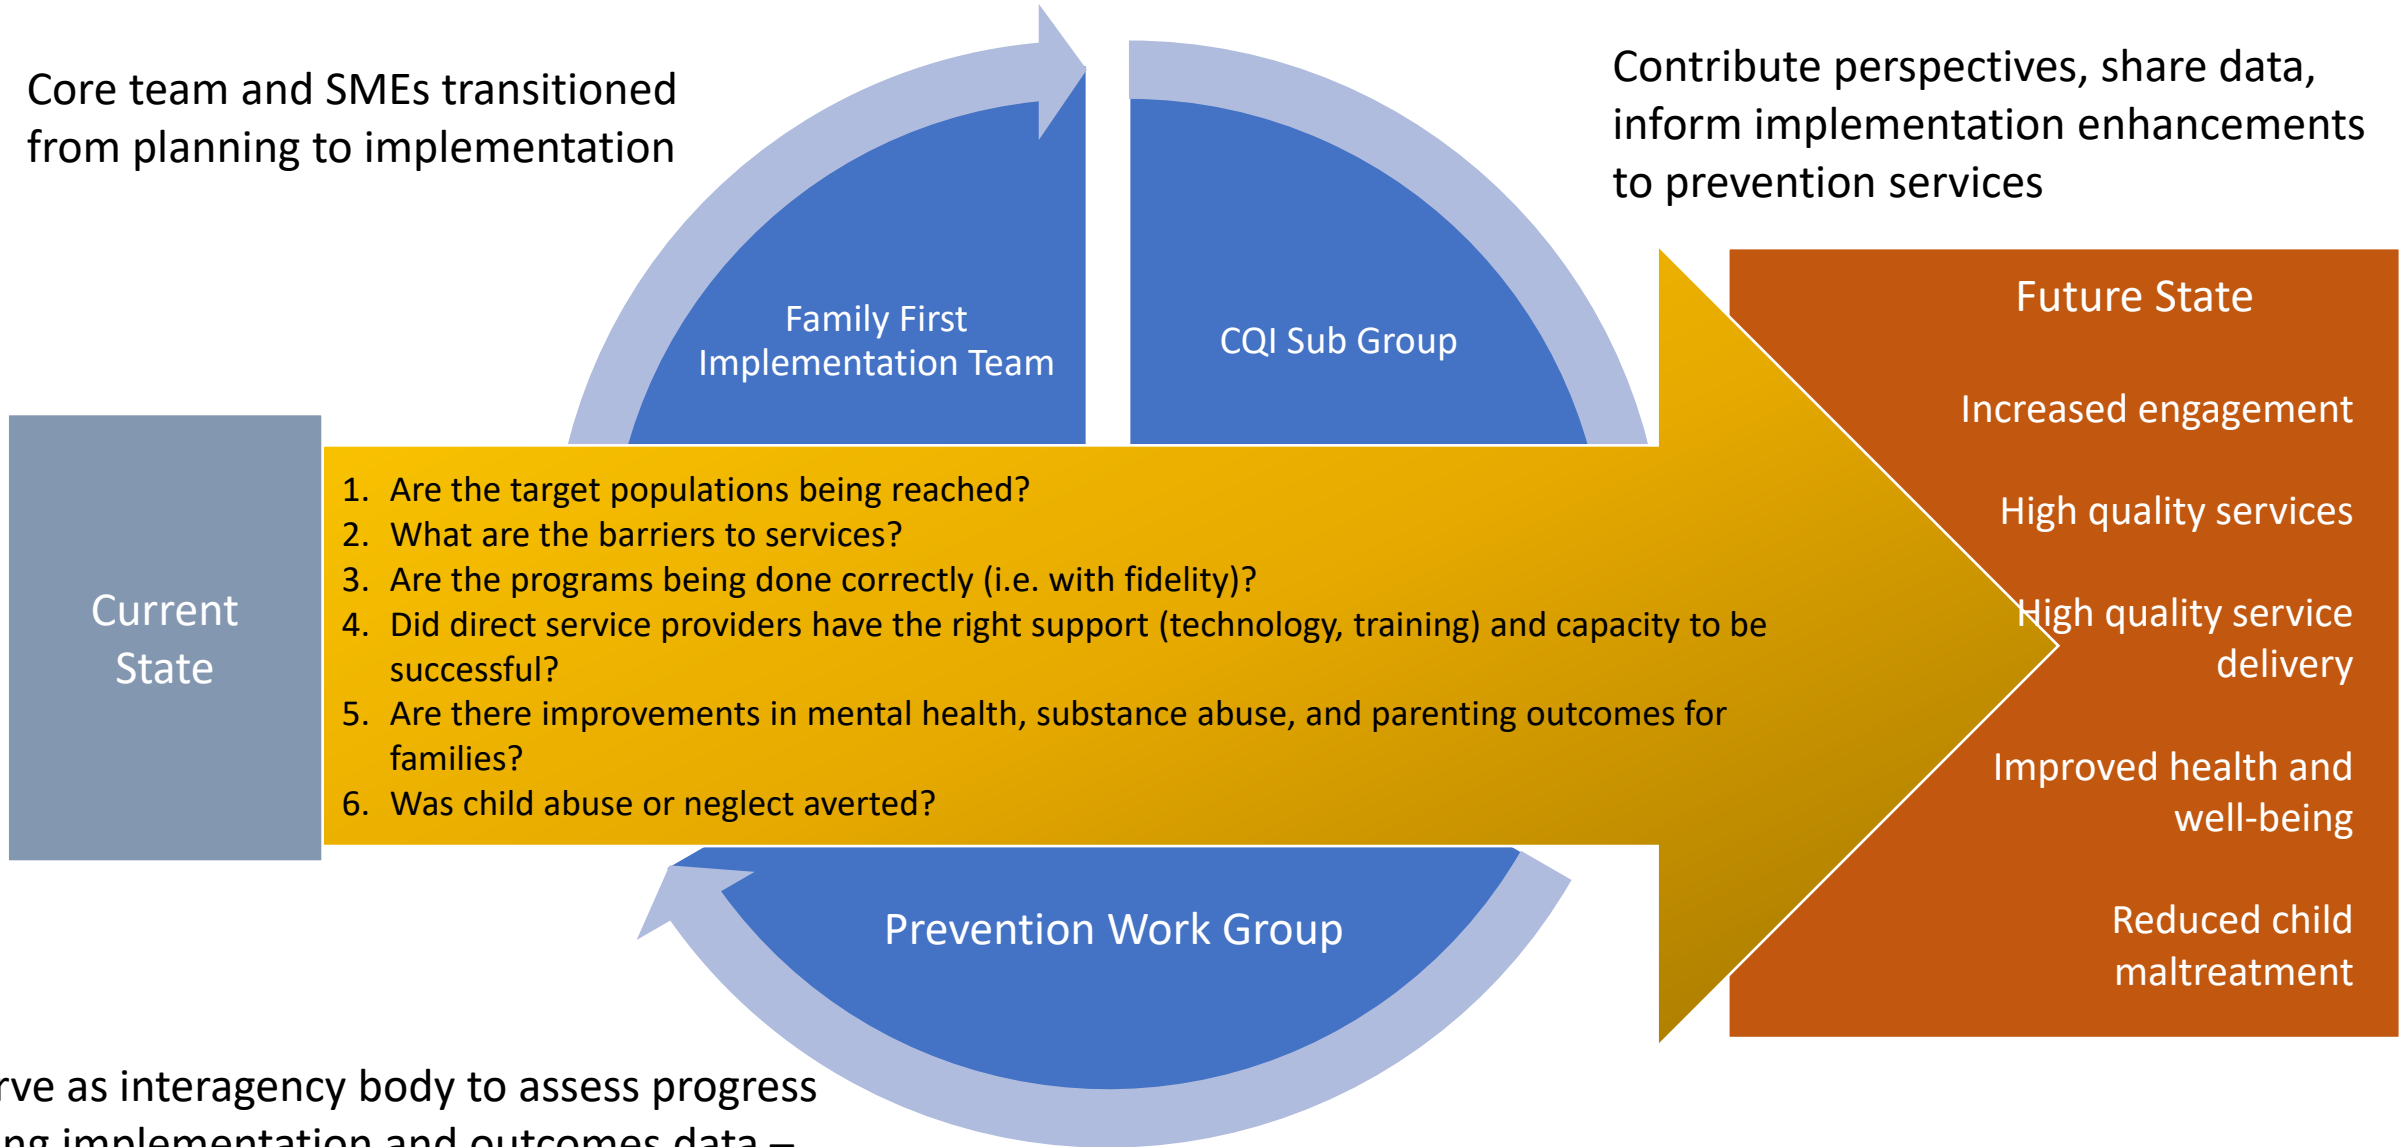 Core team and SMEs transitioned
from planning to implementation
Contribute perspectives, share data,
inform implementation enhancements
to prevention services
Family First
Implementation Team
CQI Sub Group
Current
State
1. Are the target populations being reached?
2. What are the barriers to services?
3. Are the programs being done correctly (i.e. with fidelity)?
4. Did direct service providers have the right support (technology, training) and capacity to be
successful?
5. Are there improvements in mental health, substance abuse, and parenting outcomes for
families?
6. Was child abuse or neglect averted?
Future State
Increased engagement
High quality services
High quality service
delivery
Improved health and
well-being
Reduced child
maltreatment
Prevention Work Group
as interagency body to assess progress
implementation and outcomes data –